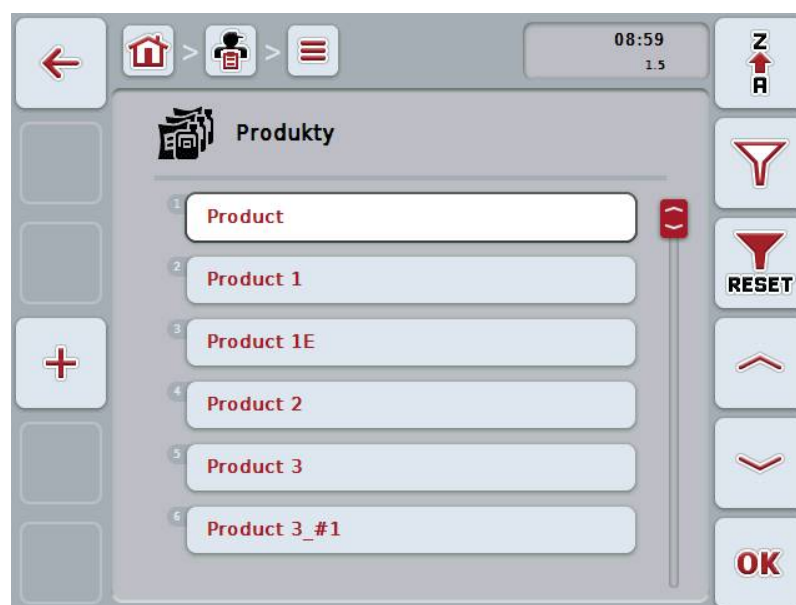 08:59
1.5
Z
A
Produkty
1
Product
2
Product 1
RESET
3
Product 1E
4
Product 2
5
Product 3
6
Product 3_#1
OK